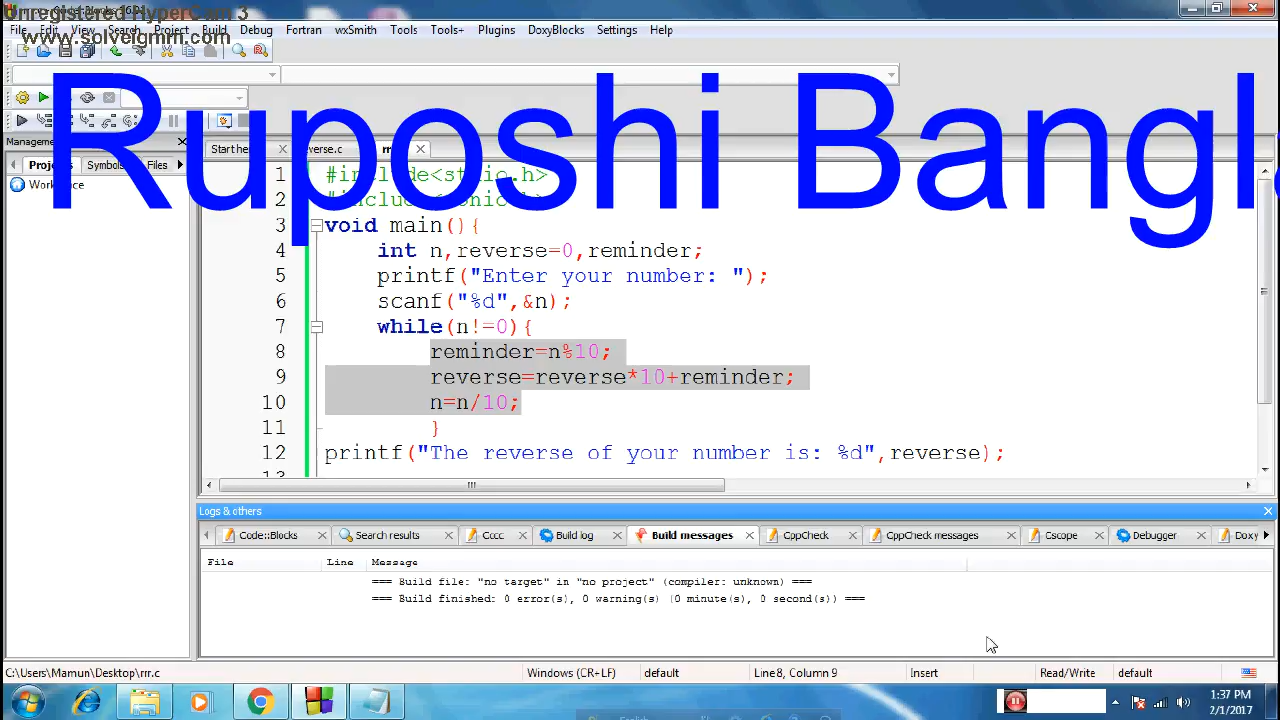 Unregistered HyperCam 3
www.solveigmm.com
File Edit View Search Project Build Debug Fortran wxSmith Tools Tools+ Plugins DoxyBlocks Settings Help
Ruposhi Bangl
Management
Start here
rr
Projects Symbols Files
Workspace
1 #include<stdio.h>
2 #include<conio.h>
3 void main(){
4 int n,reverse=0,reminder;
5 printf("Enter your number: ");
6 scanf("%d",&n);
7 while(n!=0){
8 reminder=n%10;
9 reverse=reverse*10+reminder;
10 n=n/10;
11 }
12 printf("The reverse of your number is: %d",reverse);
Logs & others
Code::Blocks Search results Cccc Build log Build messages CppCheck CppCheck messages Cscope Debugger Doxy
File Line Message
=== Build file: "no target" in "no project" (compiler: unknown) ===
=== Build finished: 0 error(s), 0 warning(s) (0 minute(s), 0 second(s)) ===
C:\Users\Mamun\Desktop\rrr.c Windows (CR+LF) default Line 8, Column 9 Insert Read/Write default
1:37 PM
2/1/2017